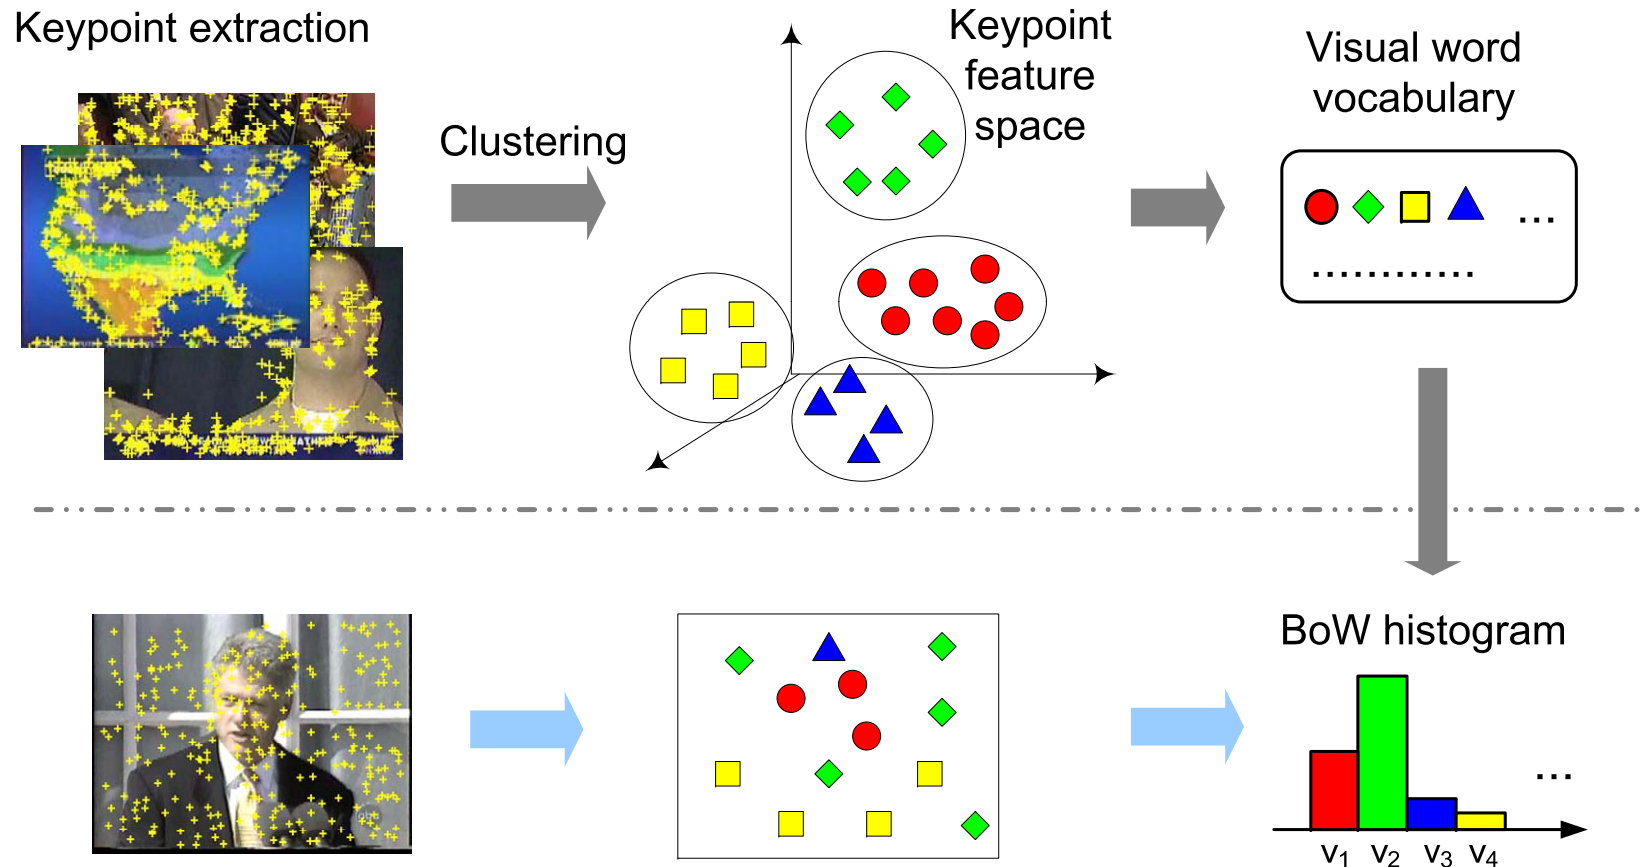 Keypoint extraction
Clustering
Keypoint
feature
space
Visual word
vocabulary
...
............
BoW histogram
...
v1 v2 v3 v4